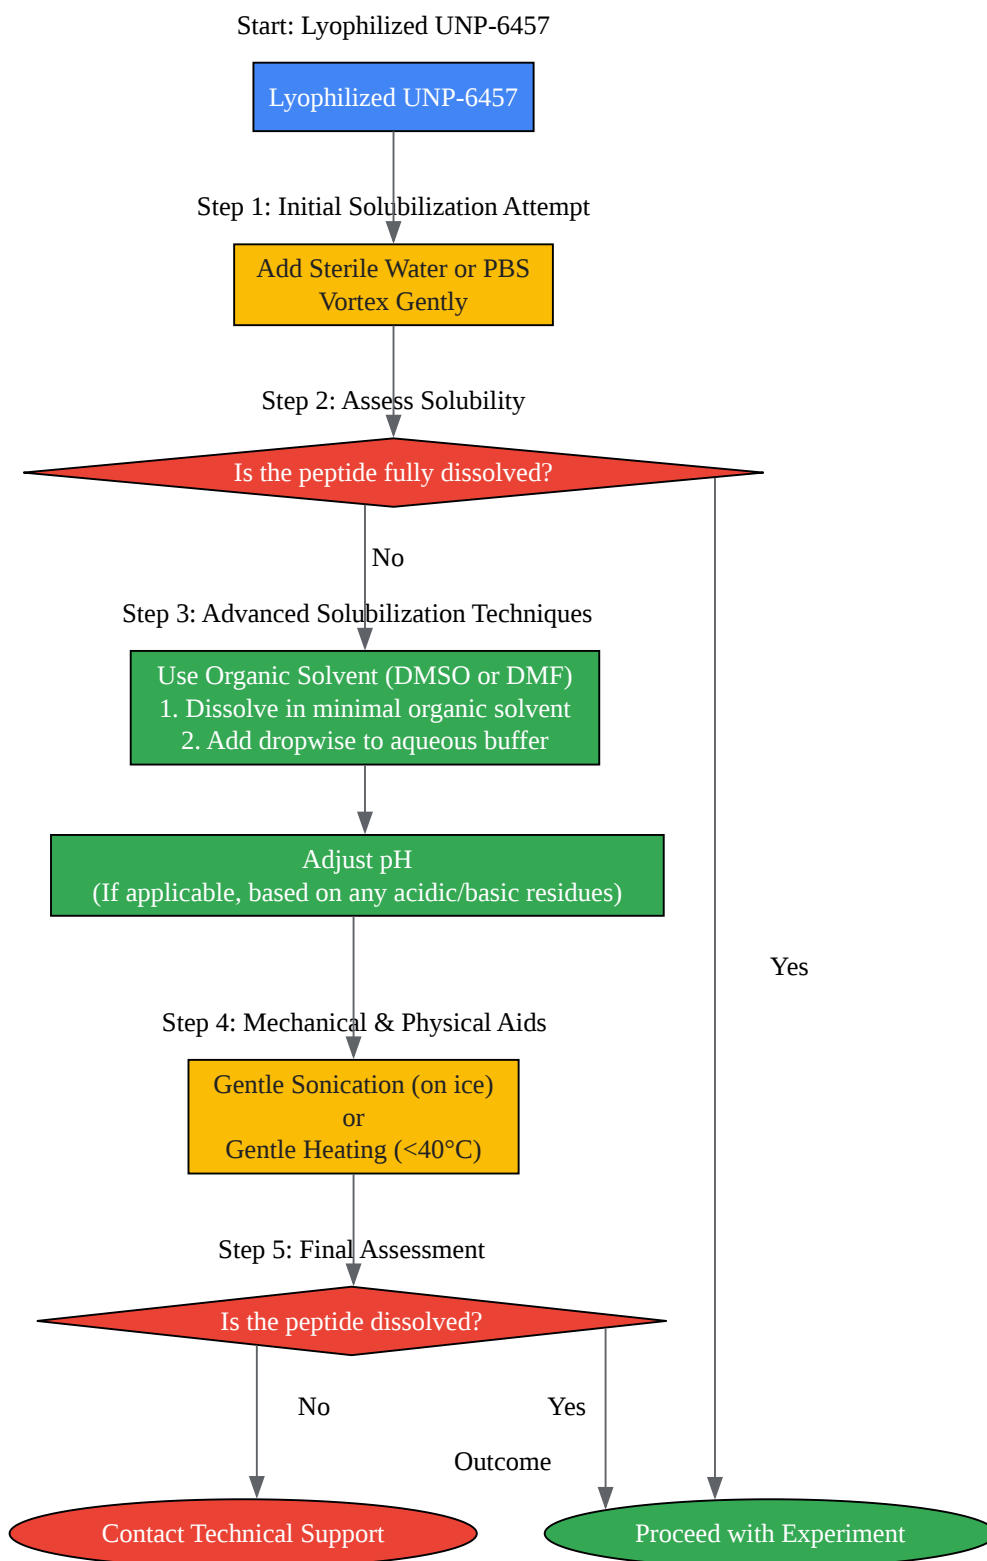 Start: Lyophilized UNP-6457
Lyophilized UNP-6457
Step 1: Initial Solubilization Attempt
Add Sterile Water or PBS
Vortex Gently
Step 2: Assess Solubility
Is the peptide fully dissolved?
No
Step 3: Advanced Solubilization Techniques
Use Organic Solvent (DMSO or DMF)
1. Dissolve in minimal organic solvent
2. Add dropwise to aqueous buffer
Adjust pH
(If applicable, based on any acidic/basic residues)
Yes
Step 4: Mechanical & Physical Aids
Gentle Sonication (on ice)
or
Gentle Heating (<40°C)
Step 5: Final Assessment
Is the peptide dissolved?
No
Yes
Outcome
Contact Technical Support
Proceed with Experiment